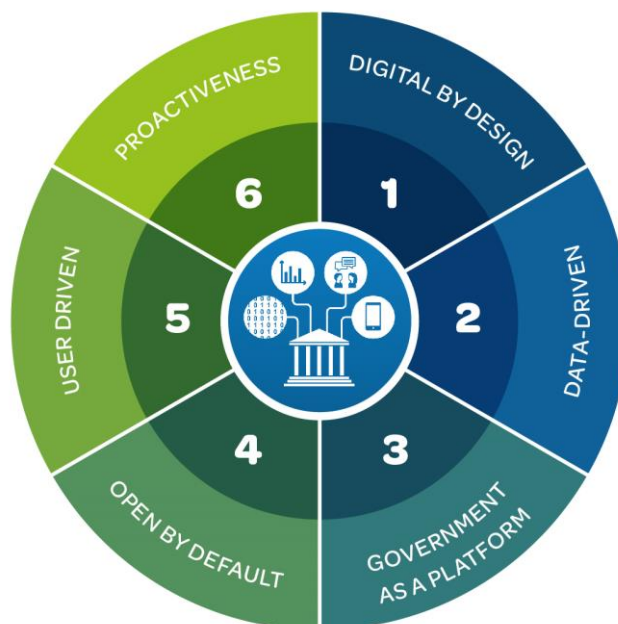 DIGITAL BY DESIGN
1
DATA-DRIVEN
2
GOVERNMENT
AS A PLATFORM
3
OPEN BY DEFAULT
4
USER DRIVEN
5
PROACTIVENESS
6